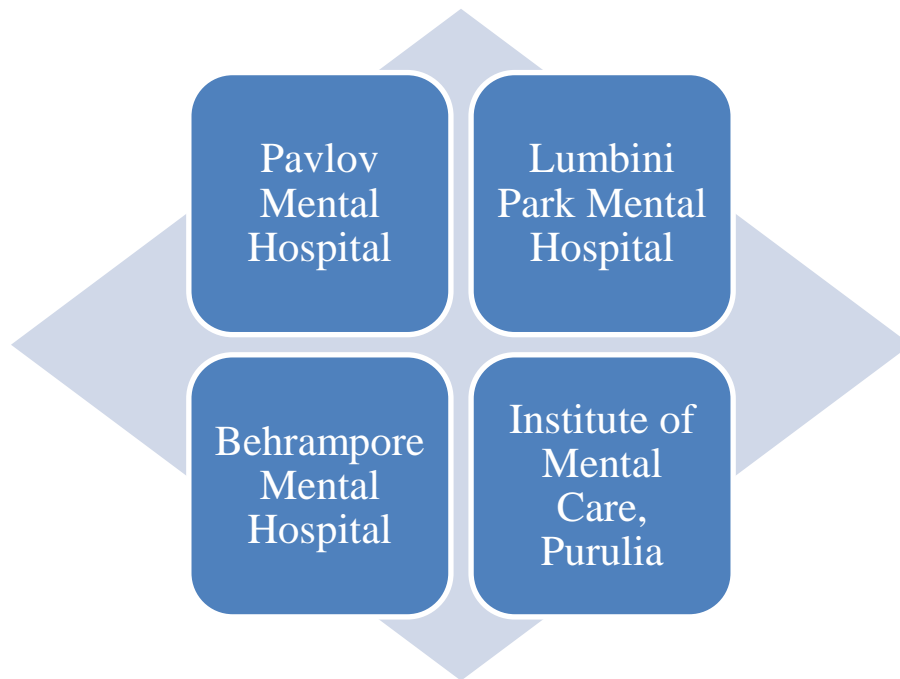 Pavlov
Mental
Hospital
Lumbini
Park Mental
Hospital
Behrampore
Mental
Hospital
Institute of
Mental
Care,
Purulia